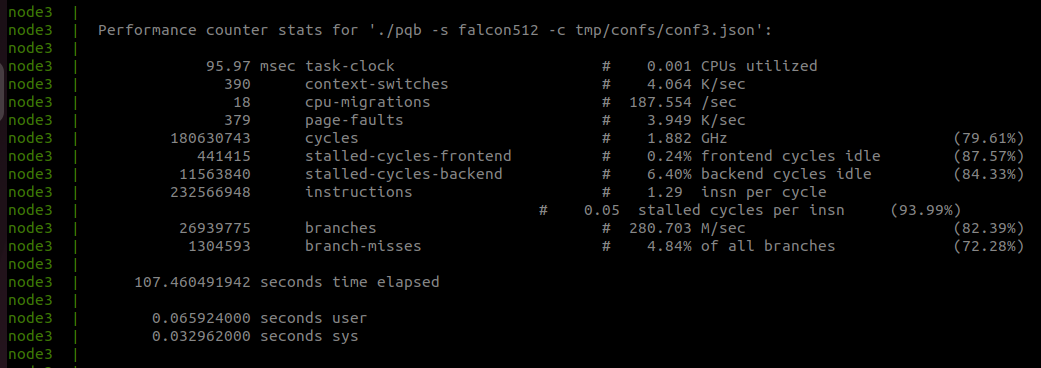 node3  |
node3  |  Performance counter stats for './pqb -s falcon512 -c tmp/confs/conf3.json':
node3  |
node3  |              95.97 msec task-clock                       #    0.001 CPUs utilized
node3  |                390      context-switches                 #    4.064 K/sec
node3  |                 18      cpu-migrations                   #  187.554 /sec
node3  |                379      page-faults                      #    3.949 K/sec
node3  |          180630743      cycles                           #    1.882 GHz                         (79.61%)
node3  |             441415      stalled-cycles-frontend          #    0.24% frontend cycles idle        (87.57%)
node3  |           11563840      stalled-cycles-backend           #    6.40% backend cycles idle         (84.33%)
node3  |          232566948      instructions                     #    1.29  insn per cycle
node3  |                                                   #    0.05  stalled cycles per insn     (93.99%)
node3  |           26939775      branches                         #  280.703 M/sec                       (82.39%)
node3  |            1304593      branch-misses                    #    4.84% of all branches             (72.28%)
node3  |
node3  |      107.460491942 seconds time elapsed
node3  |
node3  |        0.065924000 seconds user
node3  |        0.032962000 seconds sys
node3  |